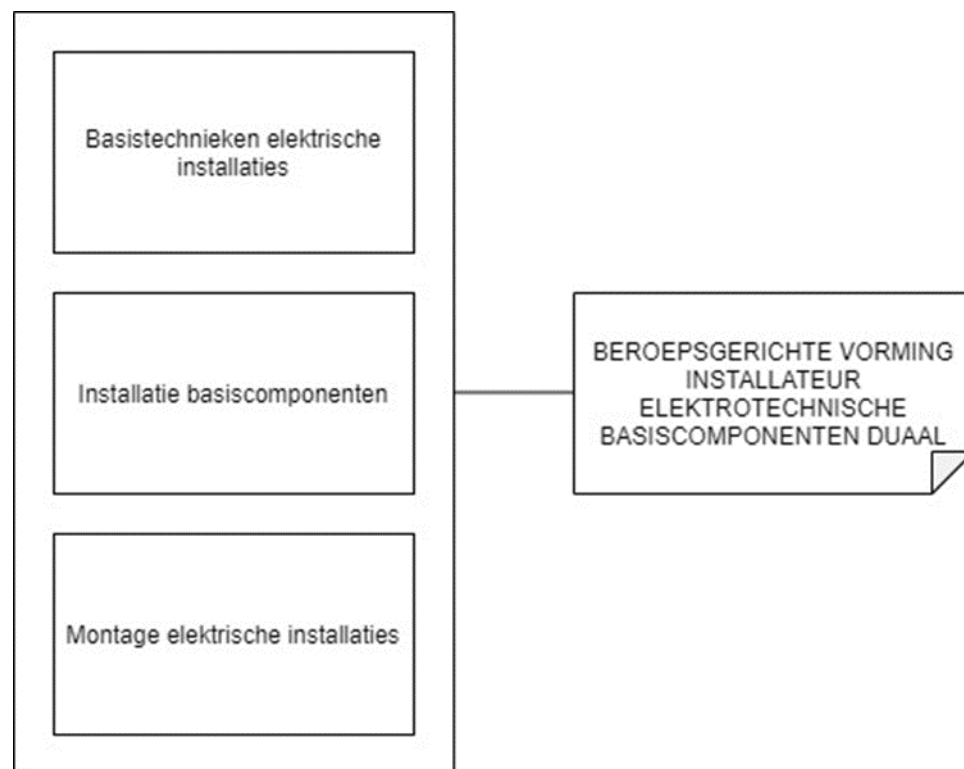 Basistechnieken elektrische
installaties
Installatie basiscomponenten
Montage elektrische installaties
BEROEPSGERICHTE VORMING
INSTALLATEUR
ELEKTROTECHNISCHE
BASISCOMPONENTEN DUAAL